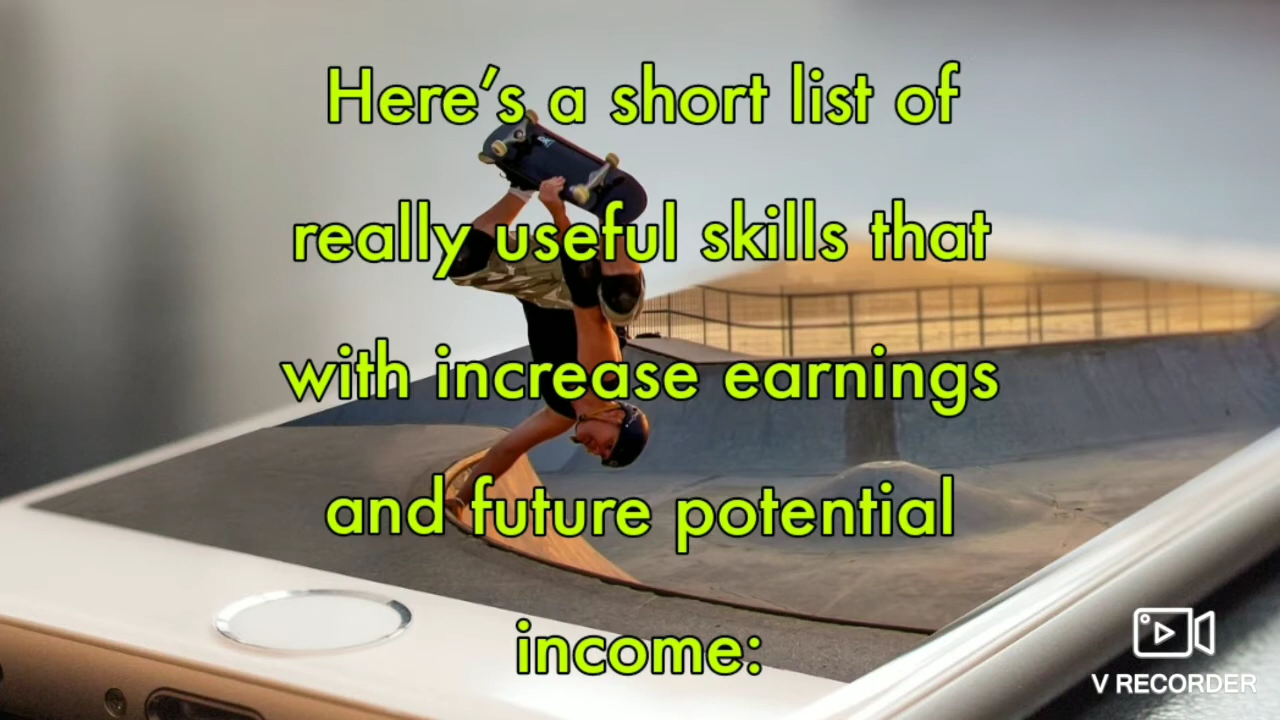 Here's a short list of
really useful skills that
with increase earnings
and future potential
income:
V RECORDER